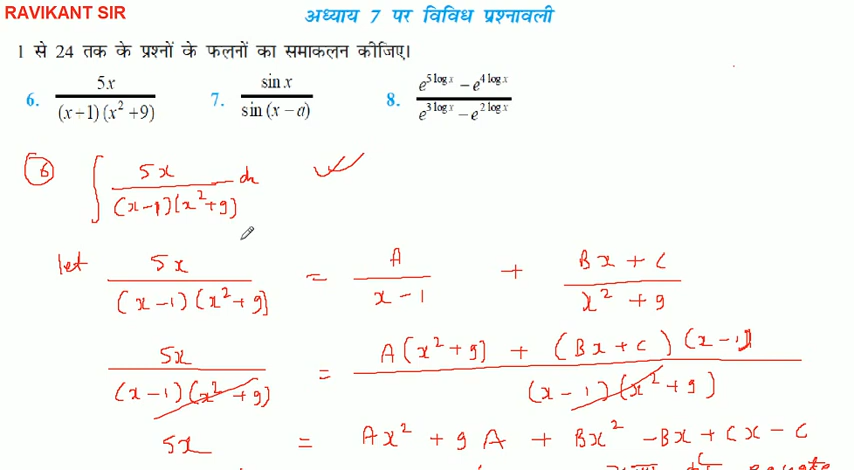 RAVIKANT SIR
अध्याय 7 पर विविध प्रश्नावली
1 से 24 तक के प्रश्नों के फलनों का समाकलन कीजिए।
6. 5x / (x−1)(x² +9) 7. sin x / sin (x − a) 8. e^{5 log x} − e^{4 log x} / e^{3 log x} − e^{2 log x}
6 ∫ 5x / (x−1)(x²+9) dx
let 5x / (x−1)(x²+9) = A / x−1 + Bx + C / x² + 9
5x / (x−1)(x²+9) = A(x²+9) + (Bx+C)(x−1) / (x−1)(x²+9)
5x = Ax² + 9A + Bx² − Bx + Cx − C
equate